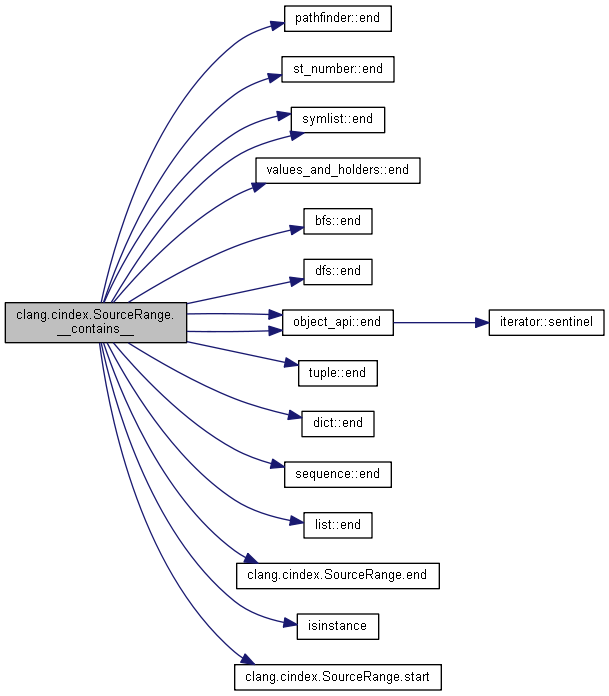 pathfinder::end
st_number::end
symlist::end
values_and_holders::end
bfs::end
dfs::end
clang.cindex.SourceRange.
__contains__
object_api::end
iterator::sentinel
tuple::end
dict::end
sequence::end
list::end
clang.cindex.SourceRange.end
isinstance
clang.cindex.SourceRange.start